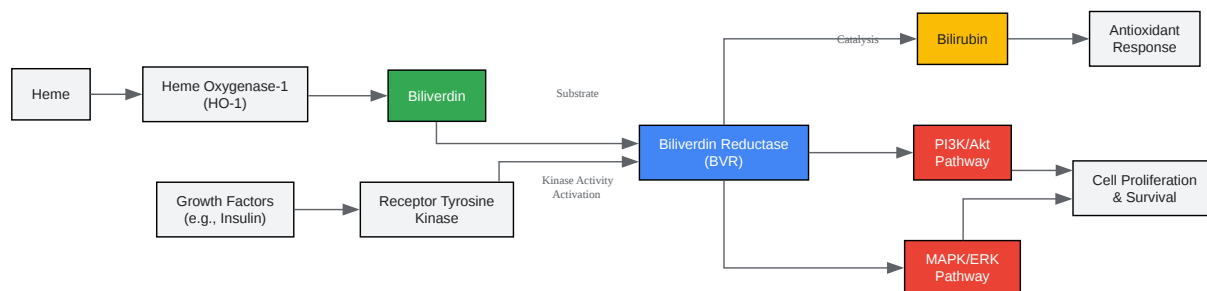 Heme
Heme Oxygenase-1
(HO-1)
Biliverdin
Growth Factors
(e.g., Insulin)
Receptor Tyrosine
Kinase
Substrate
Kinase Activity
Activation
Biliverdin Reductase
(BVR)
Catalysis
Bilirubin
Antioxidant
Response
PI3K/Akt
Pathway
MAPK/ERK
Pathway
Cell Proliferation
& Survival